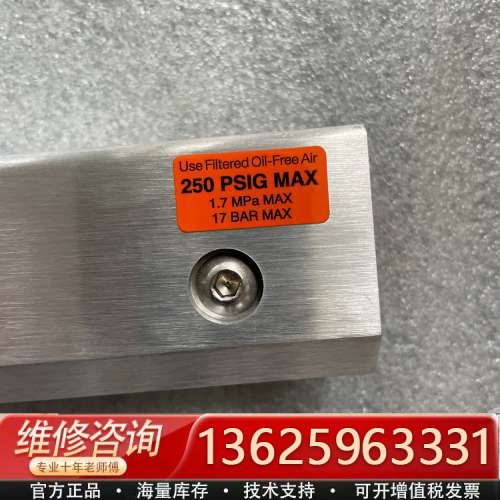 Use Filtered Oil-Free Air
250 PSIG MAX
1.7 MPa MAX
17 BAR MAX
维修咨询
专业十年老师傅
13625963331
官方正品 · 海量库存 · 技术支持 · 可开增值税发票